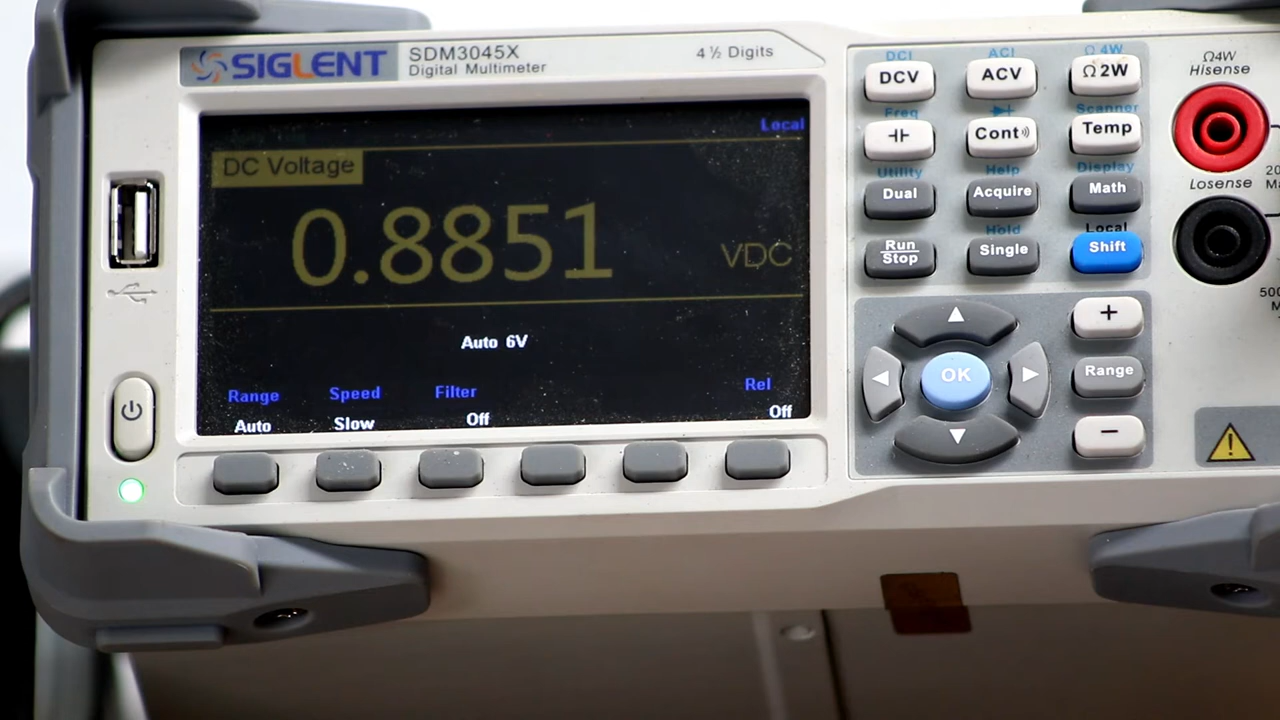 SIGLENT
SDM3045X
Digital Multimeter
4 ½ Digits
Local
DC Voltage
0.8851
VDC
Auto 6V
Range Speed Filter Rel
Auto Slow Off Off
DCI ACI Ω 4W
DCV ACV Ω 2W
Freq Scanner
Cont Temp
Utility Help Display
Dual Acquire Math
Hold Local
Run Stop Single Shift
+
OK
Range
−
Ω4W
Hisense
Losense